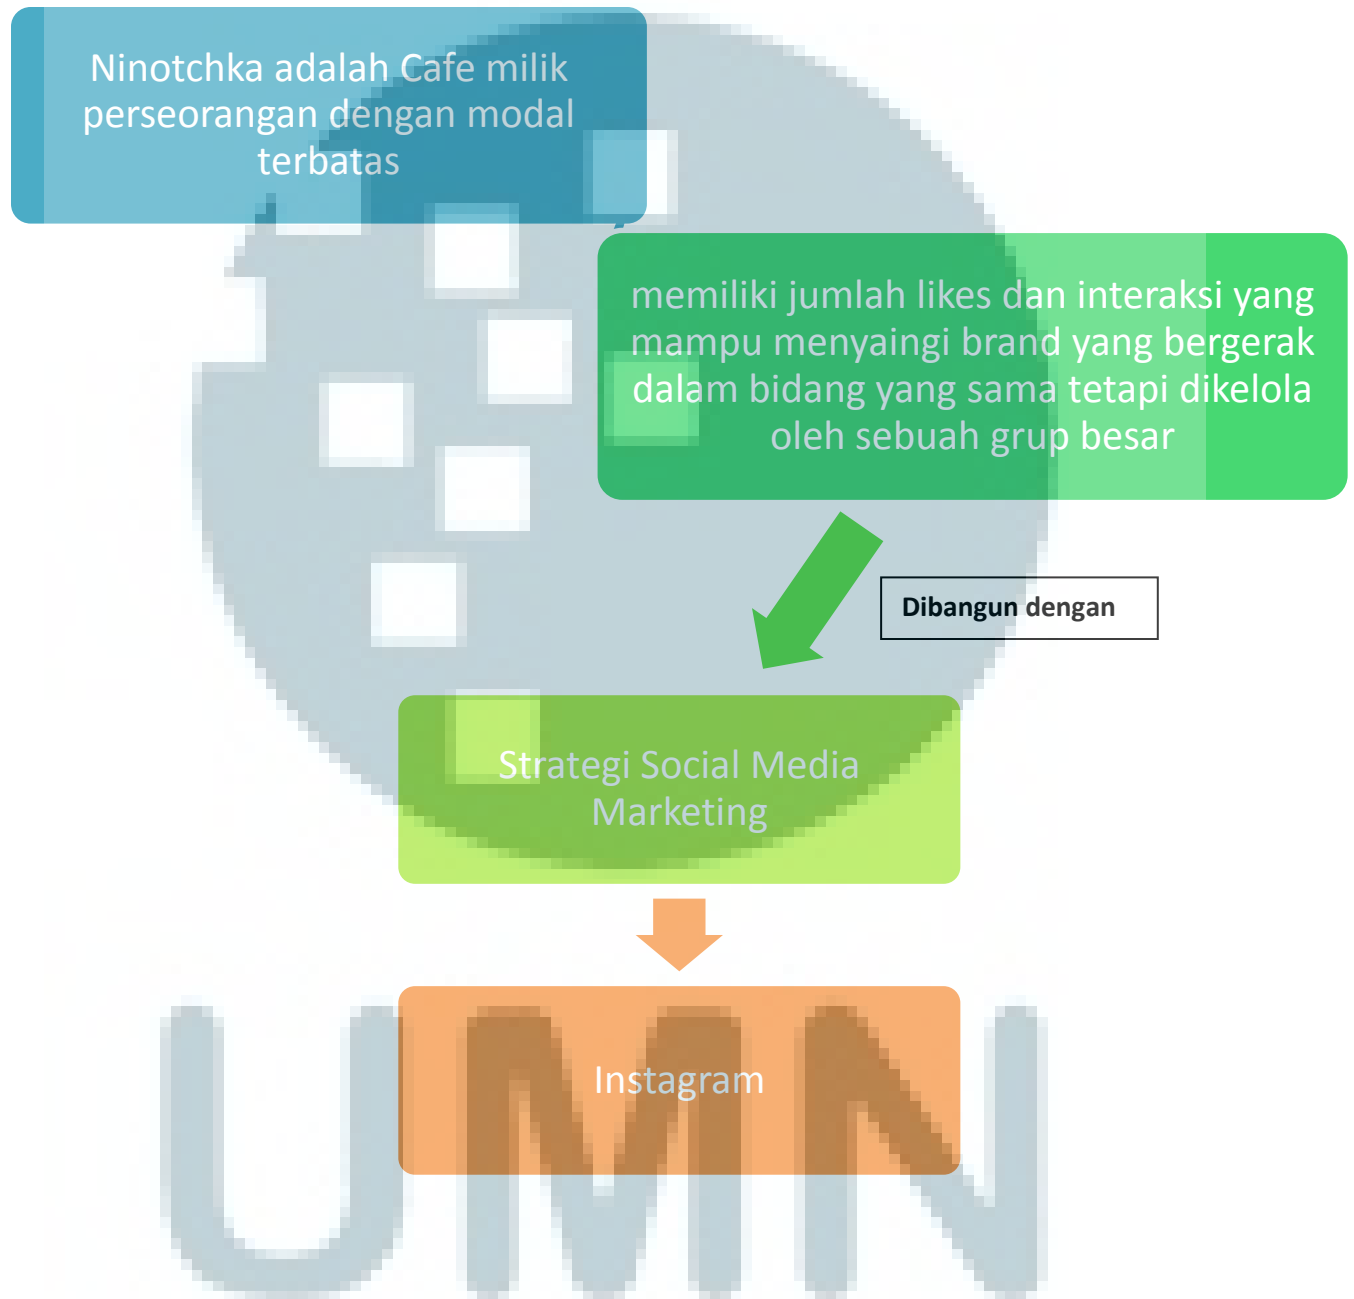 Ninotchka adalah Cafe milik
perseorangan dengan modal
terbatas
memiliki jumlah likes dan interaksi yang
mampu menyaingi brand yang bergerak
dalam bidang yang sama tetapi dikelola
oleh sebuah grup besar
Dibangun dengan
Strategi Social Media
Marketing
Instagram
UMN